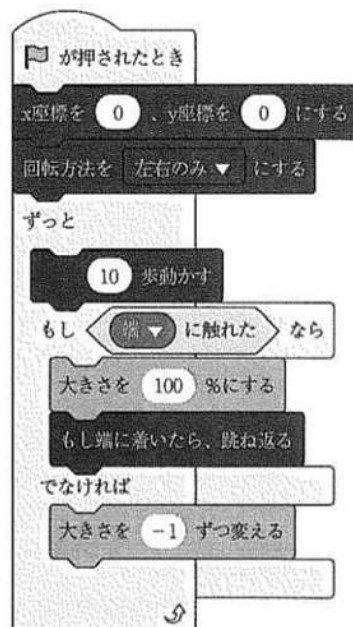 が押されたとき
x座標を 0 、y座標を 0 にする
回転方法を 左右のみ ▼ にする
ずっと
10 歩動かす
もし 端 ▼ に触れた なら
大きさを 100 %にする
もし端に着いたら、跳ね返る
でなければ
大きさを -1 ずつ変える